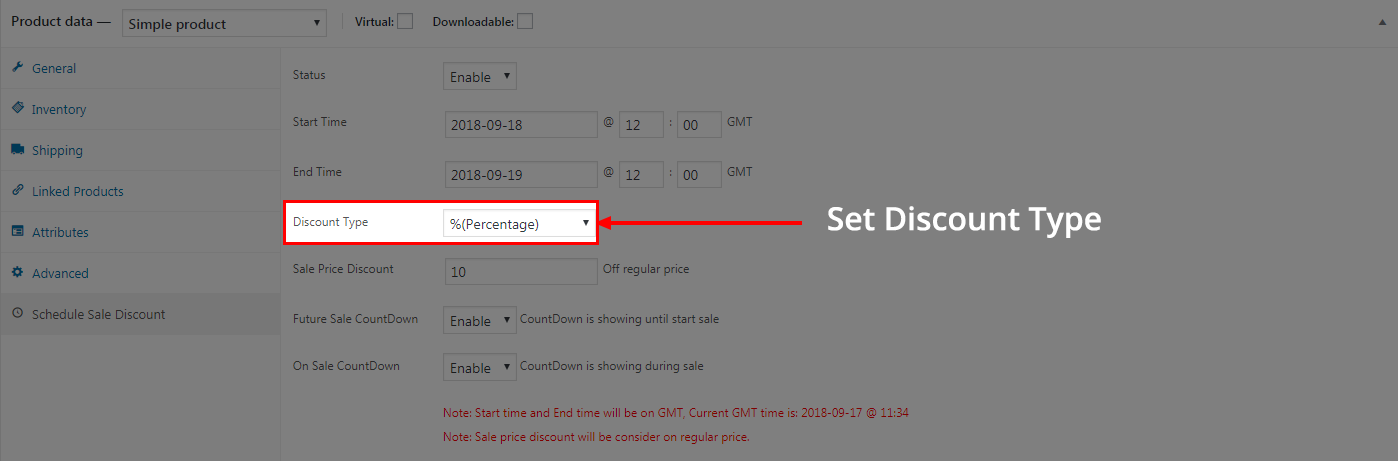 Product data — Simple product Virtual: Downloadable:
General
Inventory
Shipping
Linked Products
Attributes
Advanced
Schedule Sale Discount
Status Enable
Start Time 2018-09-18 @ 12 : 00 GMT
End Time 2018-09-19 @ 12 : 00 GMT
Discount Type %(Percentage) Set Discount Type
Sale Price Discount 10 Off regular price
Future Sale CountDown Enable CountDown is showing until start sale
On Sale CountDown Enable CountDown is showing during sale
Note: Start time and End time will be on GMT, Current GMT time is: 2018-09-17 @ 11:34
Note: Sale price discount will be consider on regular price.